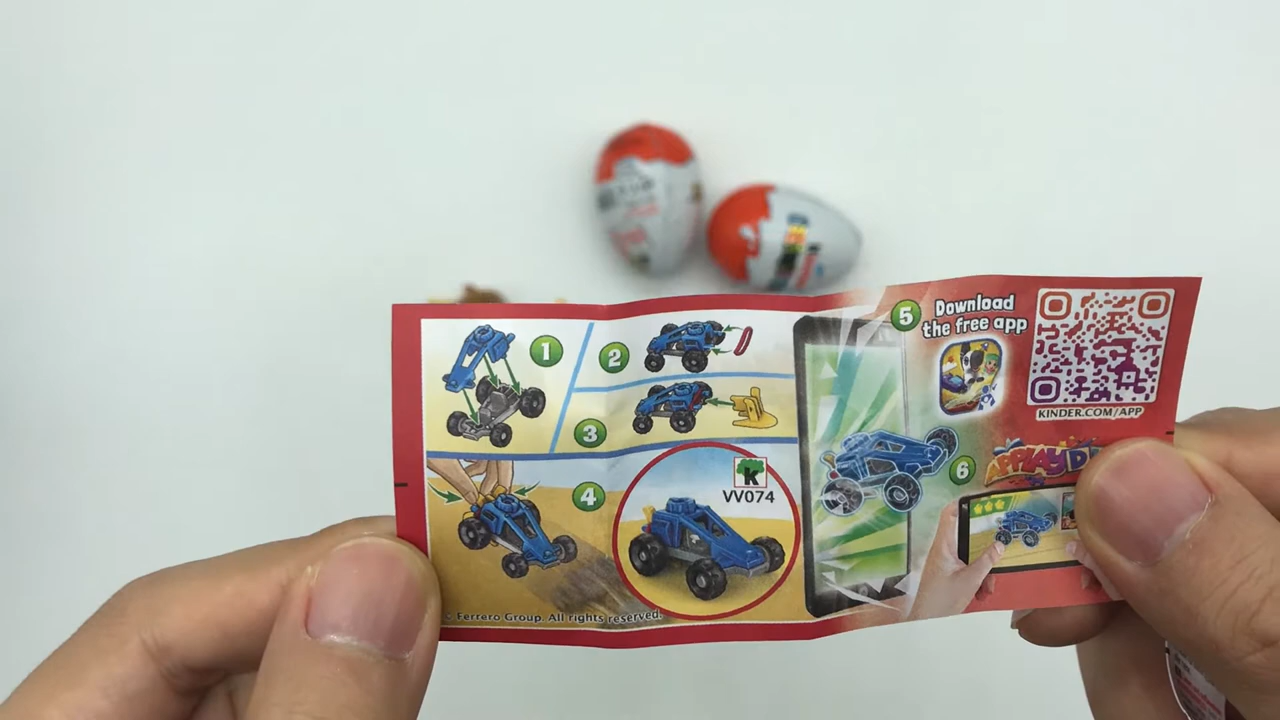 1
2
3
4
K
VV074
Ferrero Group. All rights reserved.
5
Download
the free app
KINDER.COM/APP
6